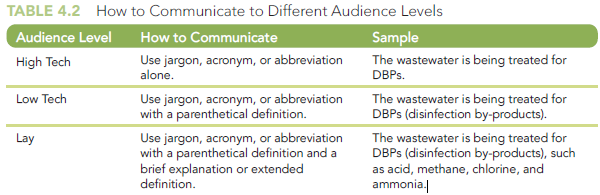 TABLE 4.2 How to Communicate to Different Audience Levels
Audience Level How to Communicate Sample
High Tech Use jargon, acronym, or abbreviation The wastewater is being treated for
alone. DBPs.
Low Tech Use jargon, acronym, or abbreviation The wastewater is being treated for
with a parenthetical definition. DBPs (disinfection by-products).
Lay Use jargon, acronym, or abbreviation The wastewater is being treated for
with a parenthetical definition and a DBPs (disinfection by-products), such
brief explanation or extended as acid, methane, chlorine, and
definition. ammonia.